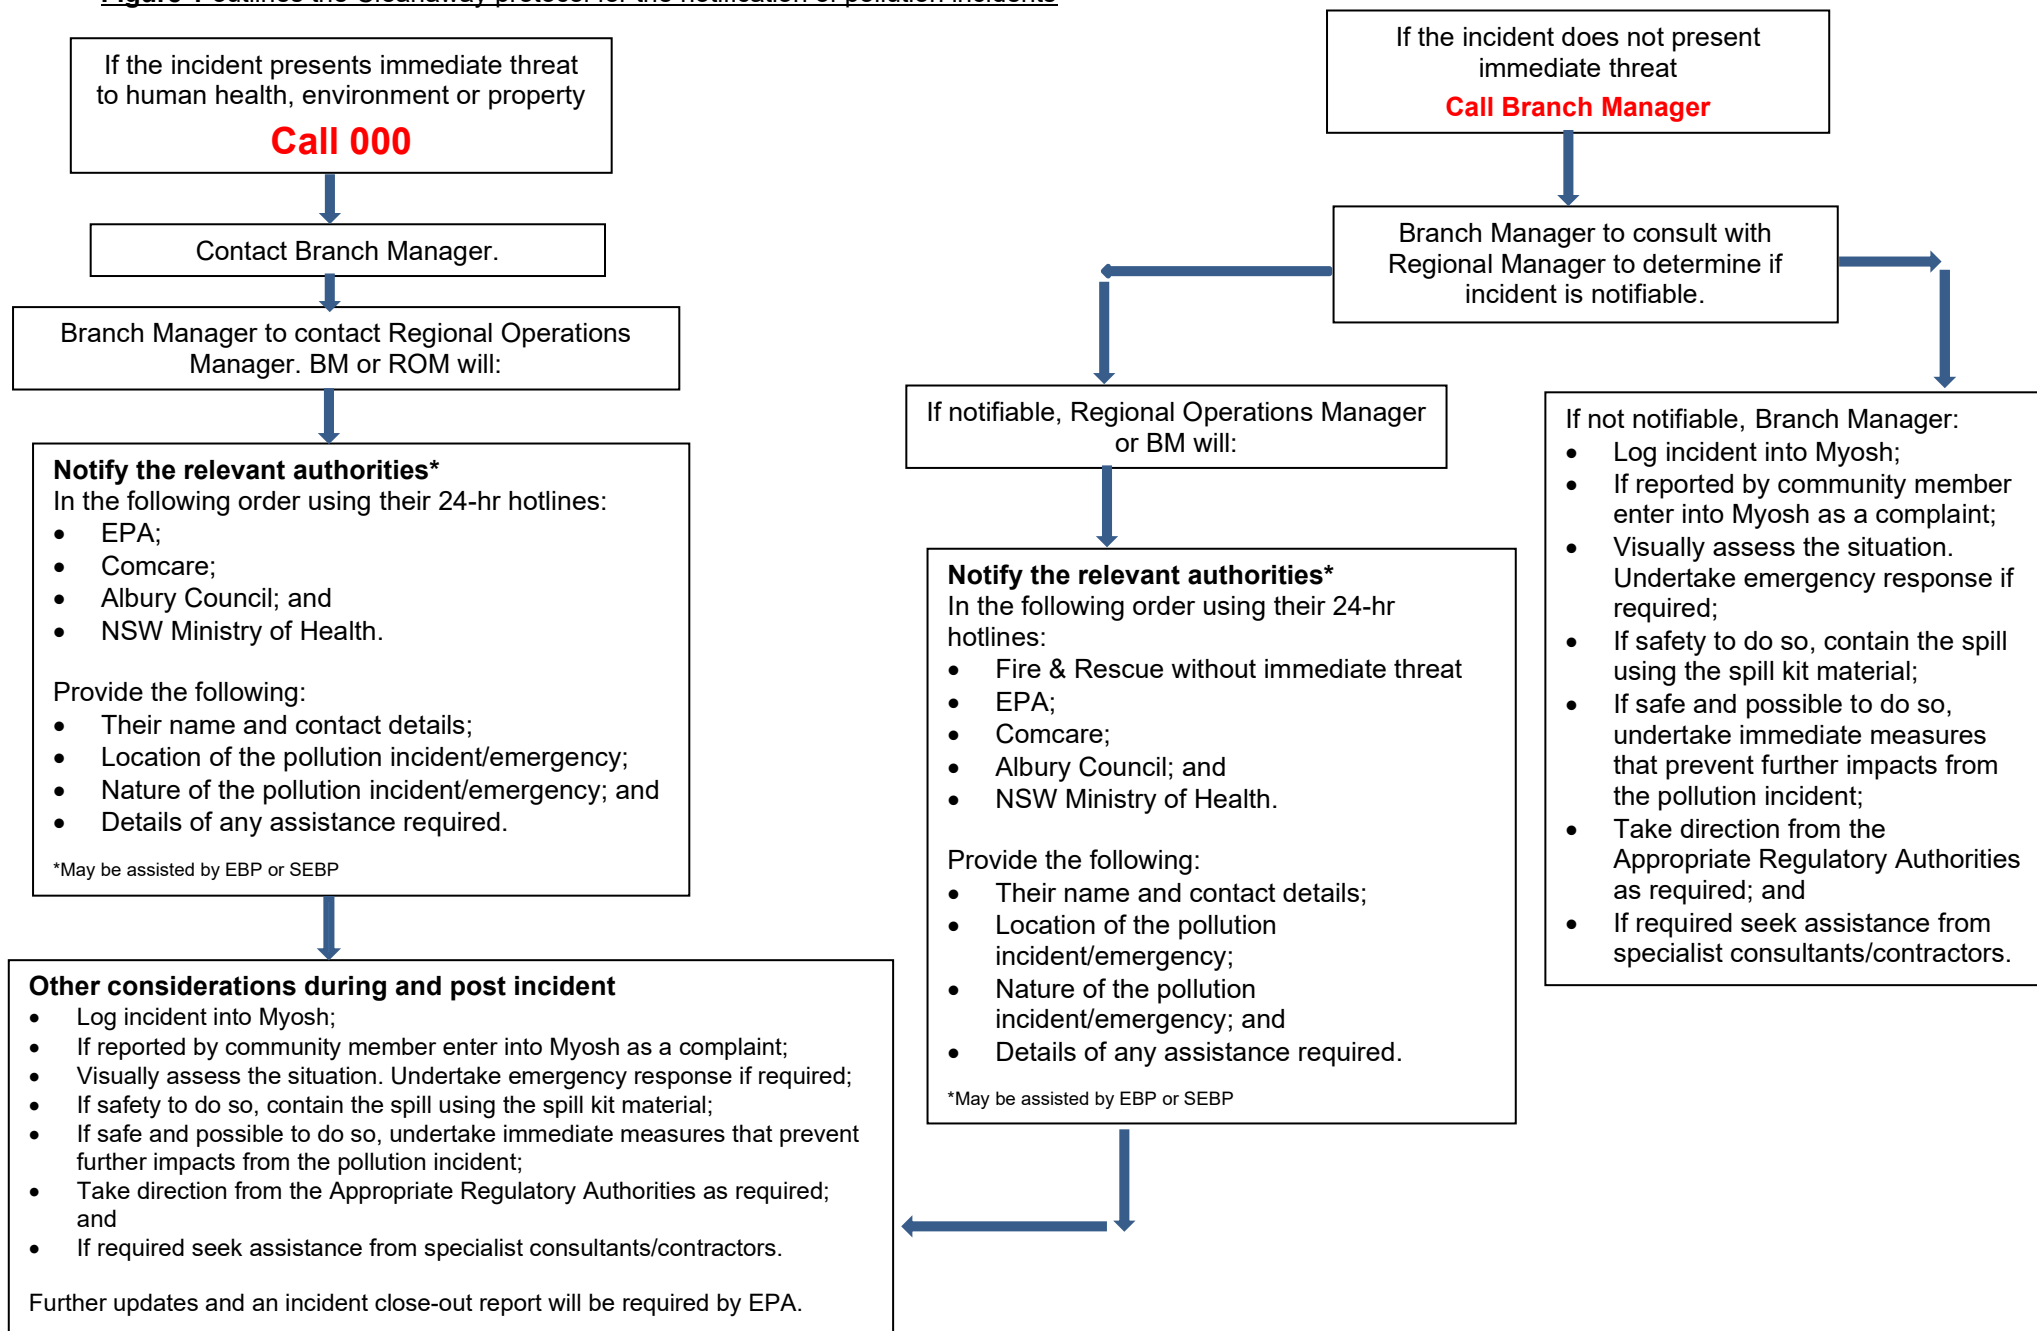 Figure 1 outlines the Cleanaway protocol for the notification of pollution incidents
If the incident presents immediate threat
to human health, environment or property
Call 000
Contact Branch Manager.
Branch Manager to contact Regional Operations
Manager. BM or ROM will:
Notify the relevant authorities*
In the following order using their 24-hr hotlines:
• EPA;
• Comcare;
• Albury Council; and
• NSW Ministry of Health.
Provide the following:
• Their name and contact details;
• Location of the pollution incident/emergency;
• Nature of the pollution incident/emergency; and
• Details of any assistance required.
*May be assisted by EBP or SEBP
Other considerations during and post incident
• Log incident into Myosh;
• If reported by community member enter into Myosh as a complaint;
• Visually assess the situation. Undertake emergency response if required;
• If safety to do so, contain the spill using the spill kit material;
• If safe and possible to do so, undertake immediate measures that prevent
further impacts from the pollution incident;
• Take direction from the Appropriate Regulatory Authorities as required;
and
• If required seek assistance from specialist consultants/contractors.
Further updates and an incident close-out report will be required by EPA.
If the incident does not present
immediate threat
Call Branch Manager
Branch Manager to consult with
Regional Manager to determine if
incident is notifiable.
If notifiable, Regional Operations Manager
or BM will:
Notify the relevant authorities*
In the following order using their 24-hr
hotlines:
• Fire & Rescue without immediate threat
• EPA;
• Comcare;
• Albury Council; and
• NSW Ministry of Health.
Provide the following:
• Their name and contact details;
• Location of the pollution
incident/emergency;
• Nature of the pollution
incident/emergency; and
• Details of any assistance required.
*May be assisted by EBP or SEBP
If not notifiable, Branch Manager:
• Log incident into Myosh;
• If reported by community member
enter into Myosh as a complaint;
• Visually assess the situation.
Undertake emergency response if
required;
• If safety to do so, contain the spill
using the spill kit material;
• If safe and possible to do so,
undertake immediate measures
that prevent further impacts from
the pollution incident;
• Take direction from the
Appropriate Regulatory Authorities
as required; and
• If required seek assistance from
specialist consultants/contractors.